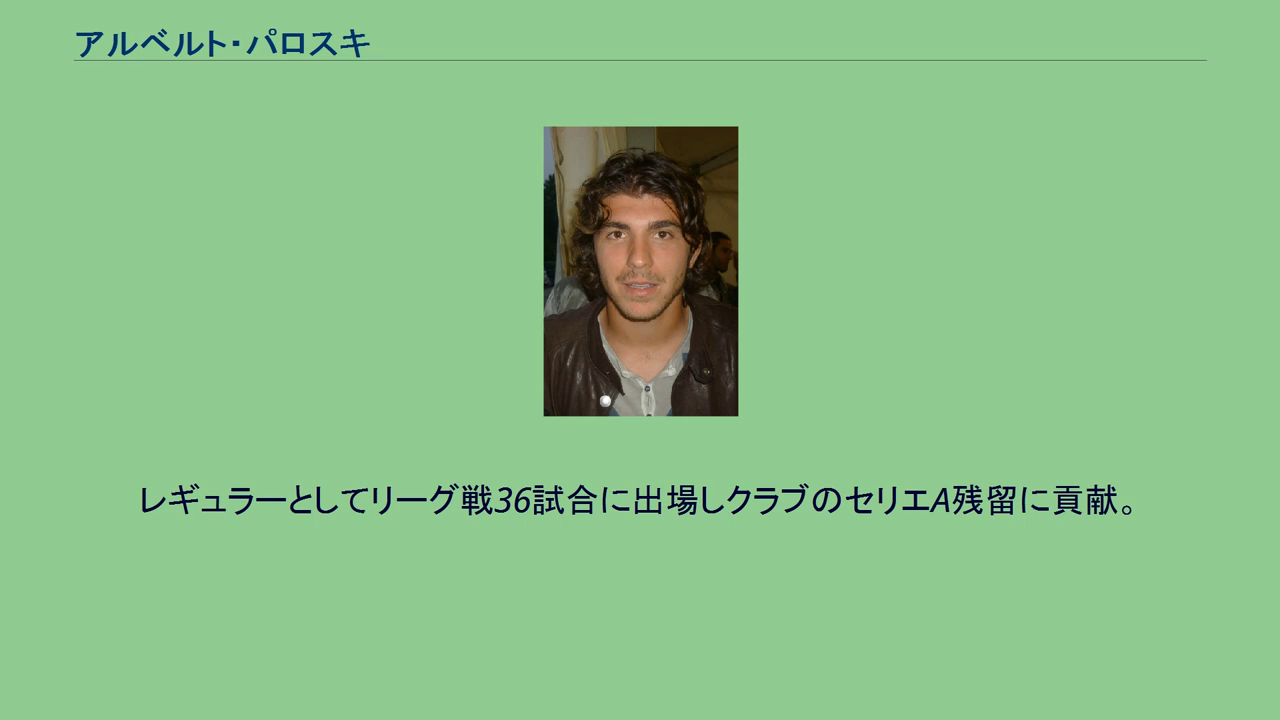 アルベルト・パロスキ
レギュラーとしてリーグ戦36試合に出場しクラブのセリエA残留に貢献。